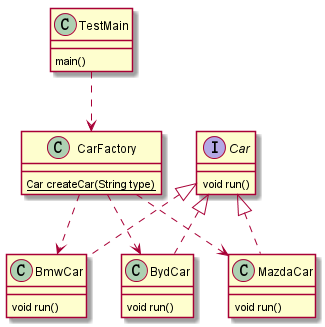 C TestMain
main()
C CarFactory
Car createCar(String type)
I Car
void run()
C BmwCar
void run()
C BydCar
void run()
C MazdaCar
void run()